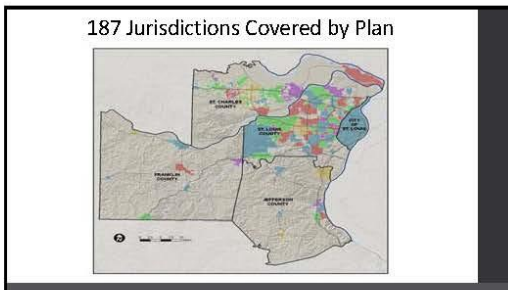 187 Jurisdictions Covered by Plan
ST. CHARLES
COUNTY
ST. LOUIS
COUNTY
CITY
OF
ST. LOUIS
FRANKLIN
COUNTY
JEFFERSON
COUNTY